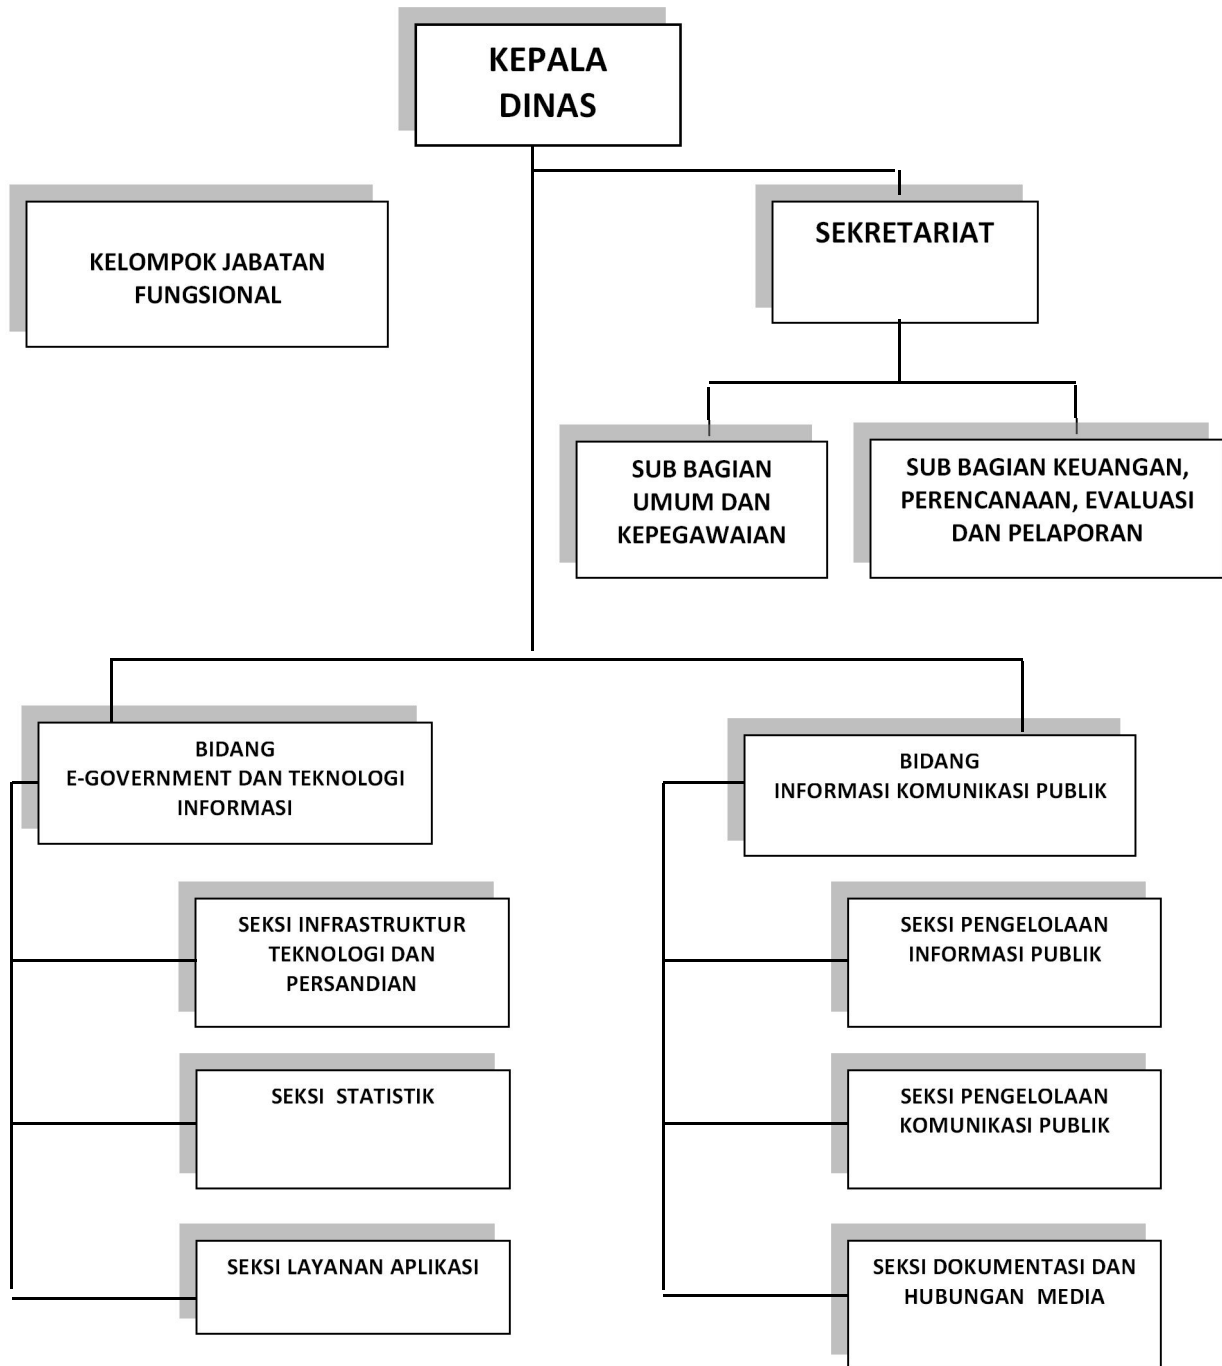 KEPALA
DINAS
KELOMPOK JABATAN
FUNGSIONAL
SEKRETARIAT
SUB BAGIAN
UMUM DAN
KEPEGAWAIAN
SUB BAGIAN KEUANGAN,
PERENCANAAN, EVALUASI
DAN PELAPORAN
BIDANG
E-GOVERNMENT DAN TEKNOLOGI
INFORMASI
SEKSI INFRASTRUKTUR
TEKNOLOGI DAN
PERSANDIAN
SEKSI  STATISTIK
SEKSI LAYANAN APLIKASI
BIDANG
INFORMASI KOMUNIKASI PUBLIK
SEKSI PENGELOLAAN
INFORMASI PUBLIK
SEKSI PENGELOLAAN
KOMUNIKASI PUBLIK
SEKSI DOKUMENTASI DAN
HUBUNGAN  MEDIA